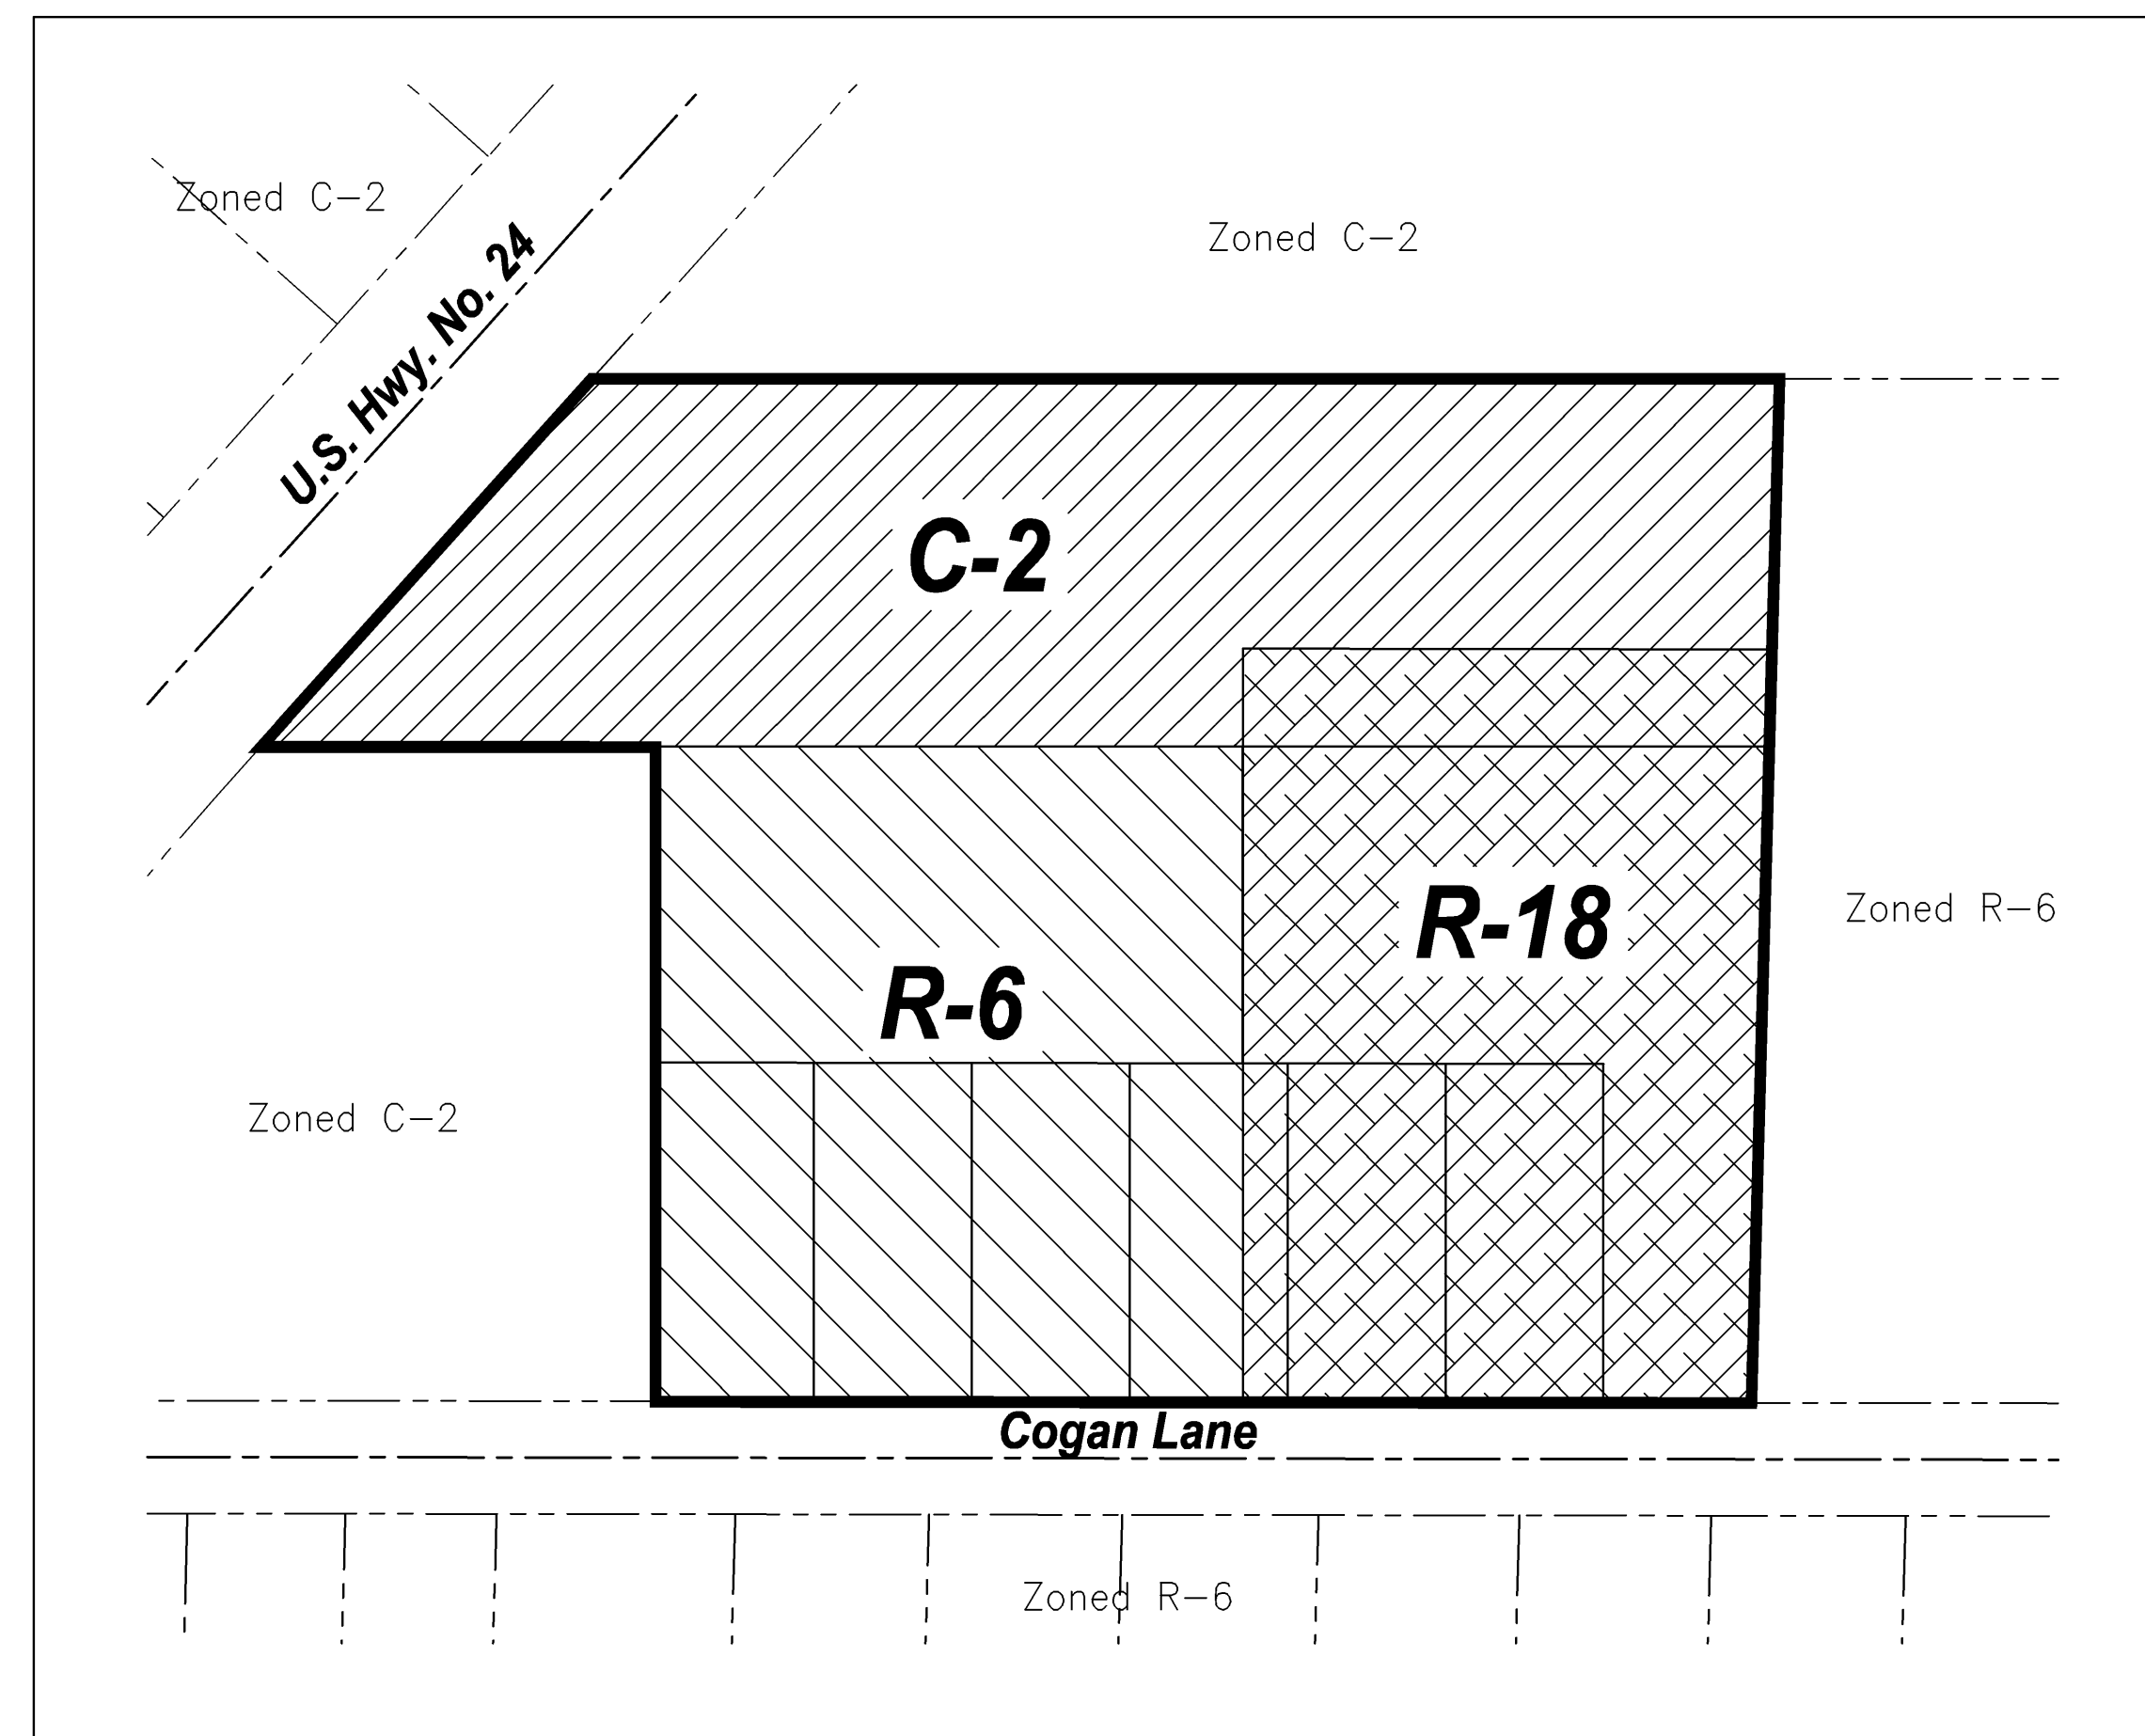 Zoned C-2
U.S. Hwy. No. 24
Zoned C-2
C-2
R-18
Zoned R-6
R-6
Zoned C-2
Cogan Lane
Zoned R-6